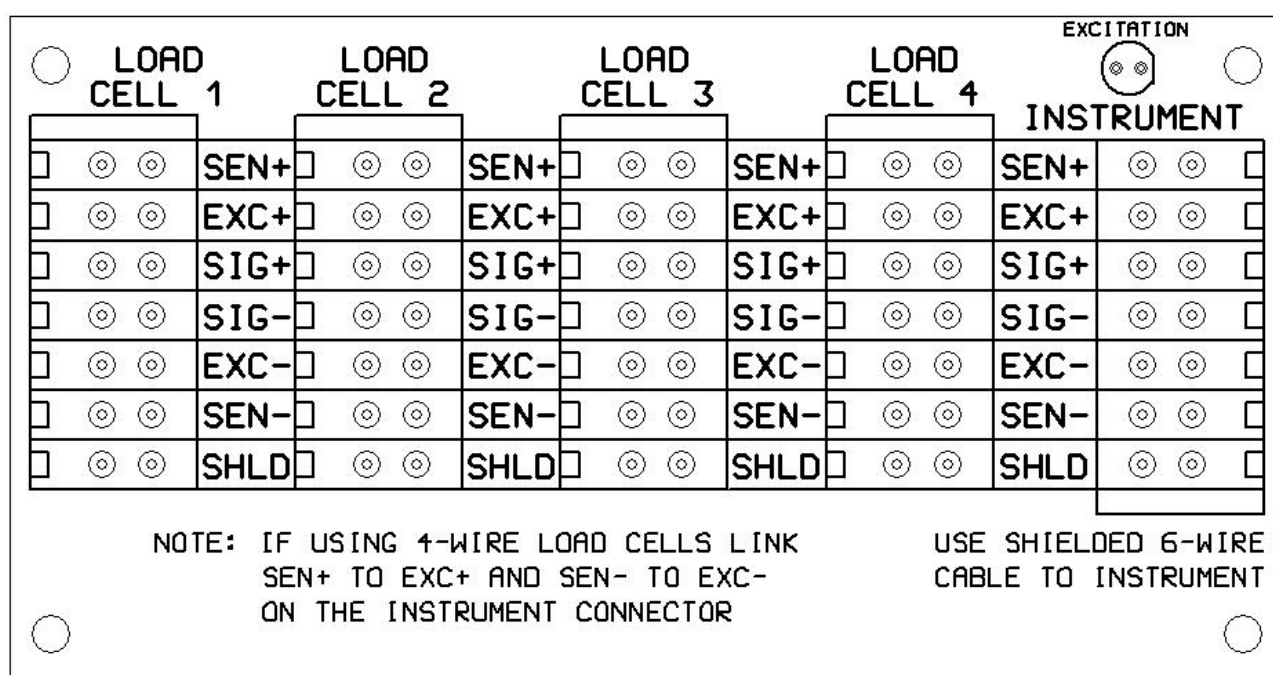 EXCITATION
LOAD CELL 1
LOAD CELL 2
LOAD CELL 3
LOAD CELL 4
INSTRUMENT
SEN+ SEN+ SEN+ SEN+
EXC+ EXC+ EXC+ EXC+
SIG+ SIG+ SIG+ SIG+
SIG- SIG- SIG- SIG-
EXC- EXC- EXC- EXC-
SEN- SEN- SEN- SEN-
SHLD SHLD SHLD SHLD
NOTE: IF USING 4-WIRE LOAD CELLS LINK
SEN+ TO EXC+ AND SEN- TO EXC-
ON THE INSTRUMENT CONNECTOR
USE SHIELDED 6-WIRE
CABLE TO INSTRUMENT